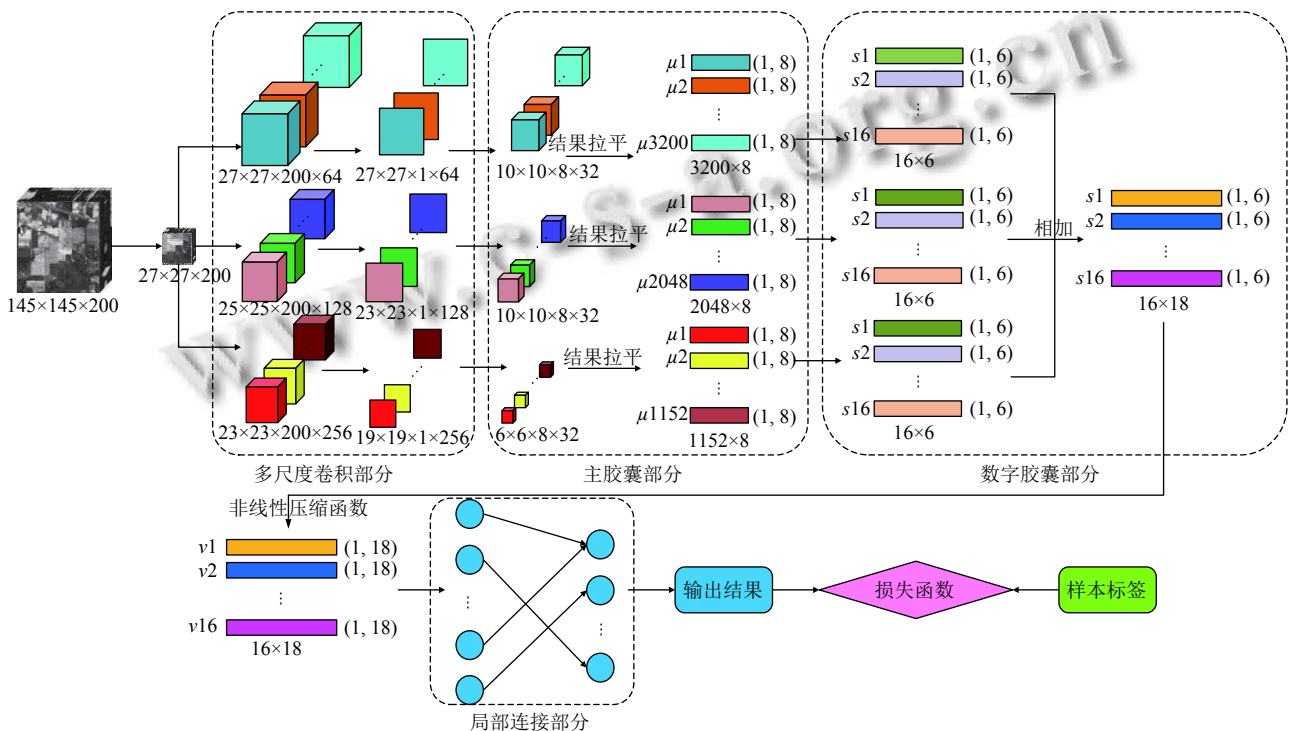 145×145×200
27×27×200
27×27×200×64
27×27×1×64
25×25×200×128
23×23×1×128
23×23×200×256
19×19×1×256
多尺度卷积部分
10×10×8×32
结果拉平
μ1 (1, 8)
μ2 (1, 8)
μ3200 (1, 8)
3200×8
10×10×8×32
结果拉平
μ1 (1, 8)
μ2 (1, 8)
μ2048 (1, 8)
2048×8
6×6×8×32
结果拉平
μ1 (1, 8)
μ2 (1, 8)
μ1152 (1, 8)
1152×8
主胶囊部分
s1 (1, 6)
s2 (1, 6)
s16 (1, 6)
16×6
s1 (1, 6)
s2 (1, 6)
s16 (1, 6)
16×6
s1 (1, 6)
s2 (1, 6)
s16 (1, 6)
16×6
相加
s1 (1, 6)
s2 (1, 6)
s16 (1, 6)
16×18
数字胶囊部分
非线性压缩函数
v1 (1, 18)
v2 (1, 18)
v16 (1, 18)
16×18
局部连接部分
输出结果
损失函数
样本标签
www.c-s-a.org.cn